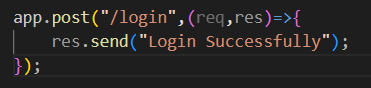 app.post("/login",(req,res)=>{
    res.send("Login Successfully");
});